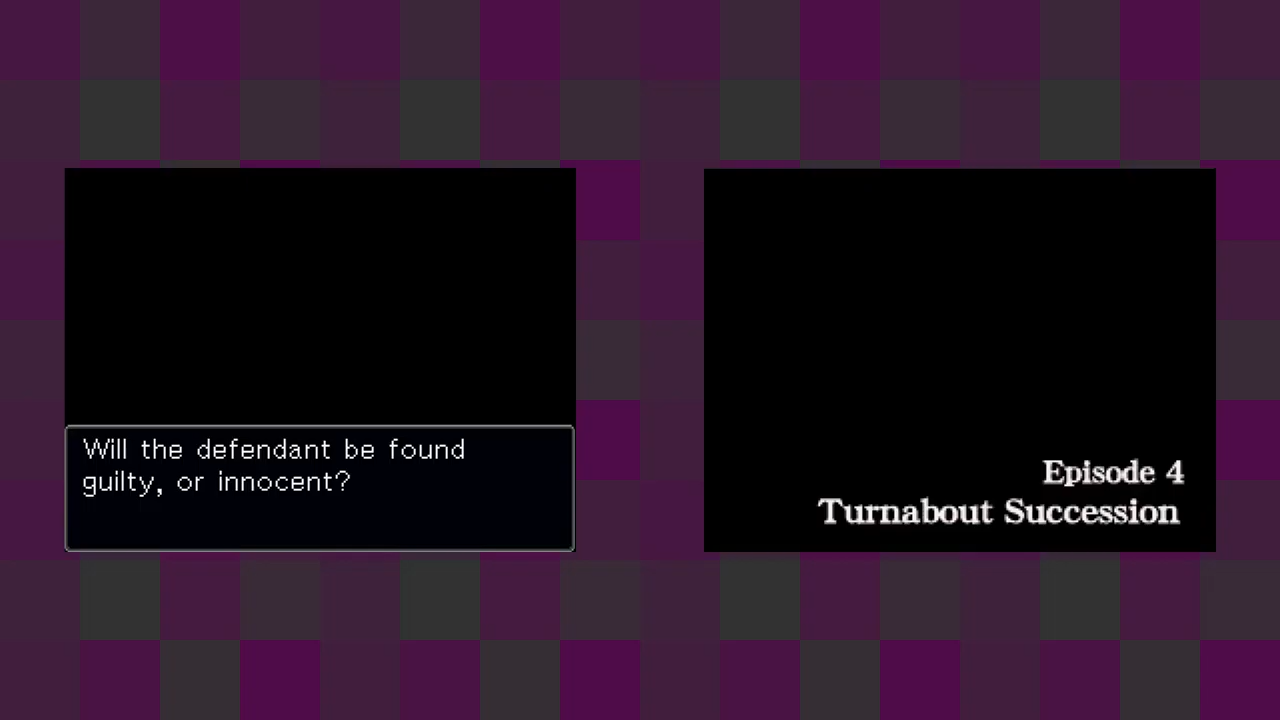 Will the defendant be found
guilty, or innocent?
Episode 4
Turnabout Succession